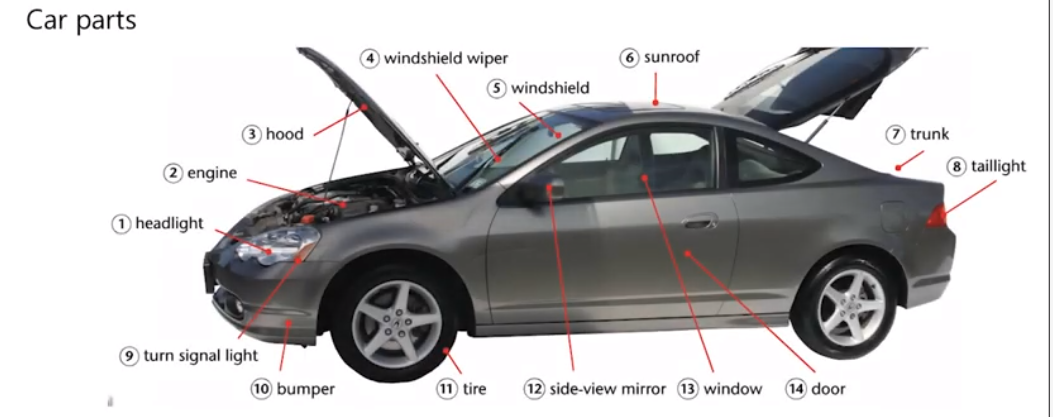 Car parts
1 headlight
2 engine
3 hood
4 windshield wiper
5 windshield
6 sunroof
7 trunk
8 taillight
9 turn signal light
10 bumper
11 tire
12 side-view mirror
13 window
14 door